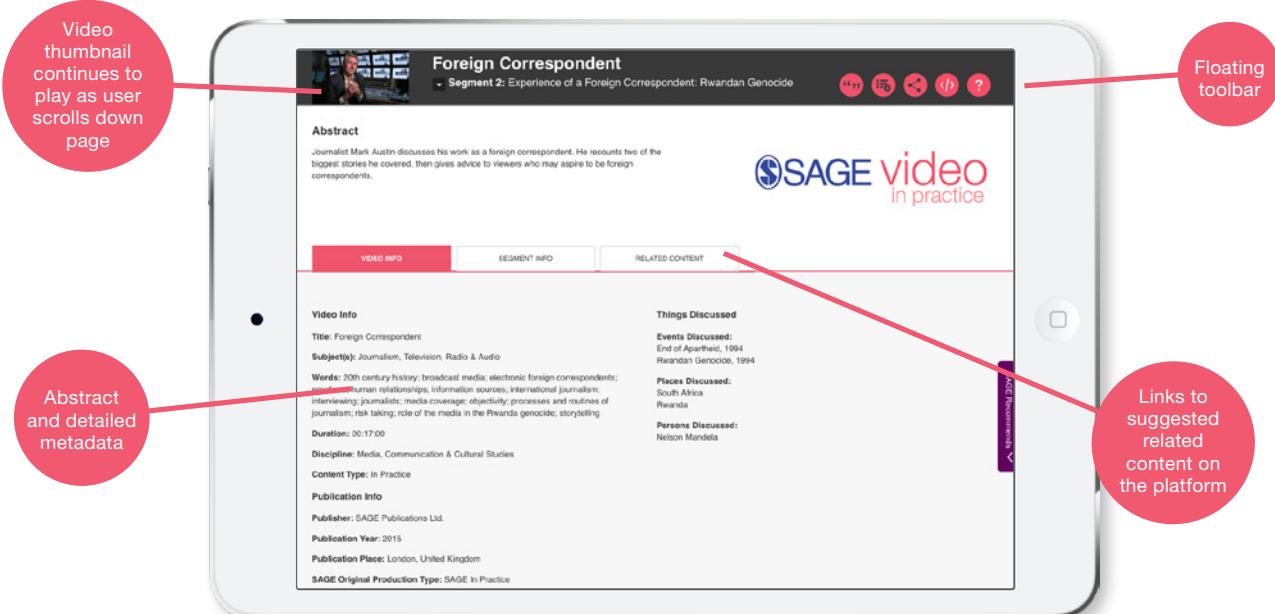 Video
thumbnail
continues to
play as user
scrolls down
page
Foreign Correspondent
Segment 2: Experience of a Foreign Correspondent: Rwandan Genocide
“ ”
</>
?
Floating
toolbar
Abstract
Journalist Mark Austin discusses his work as a foreign correspondent. He recounts two of the
biggest stories he covered, then gives advice to viewers who may aspire to be foreign
correspondents.
SSAGE video
in practice
VIDEO INFO
SEGMENT INFO
RELATED CONTENT
Video Info
Title: Foreign Correspondent
Subject(s): Journalism, Television, Radio & Audio
Words: 20th century history; broadcast media; electronic foreign correspondents;
human relationships; information sources; international journalism;
interviewing; journalists; media coverage; objectivity; processes and routines of
journalism; risk taking; role of the media in the Rwanda genocide; storytelling
Duration: 00:17:00
Discipline: Media, Communication & Cultural Studies
Content Type: In Practice
Publication Info
Publisher: SAGE Publications Ltd.
Publication Year: 2015
Publication Place: London, United Kingdom
SAGE Original Production Type: SAGE In Practice
Things Discussed
Events Discussed:
End of Apartheid, 1994
Rwandan Genocide, 1994
Places Discussed:
South Africa
Rwanda
Persons Discussed:
Nelson Mandela
SAGE Recommends
Abstract
and detailed
metadata
Links to
suggested
related
content on
the platform